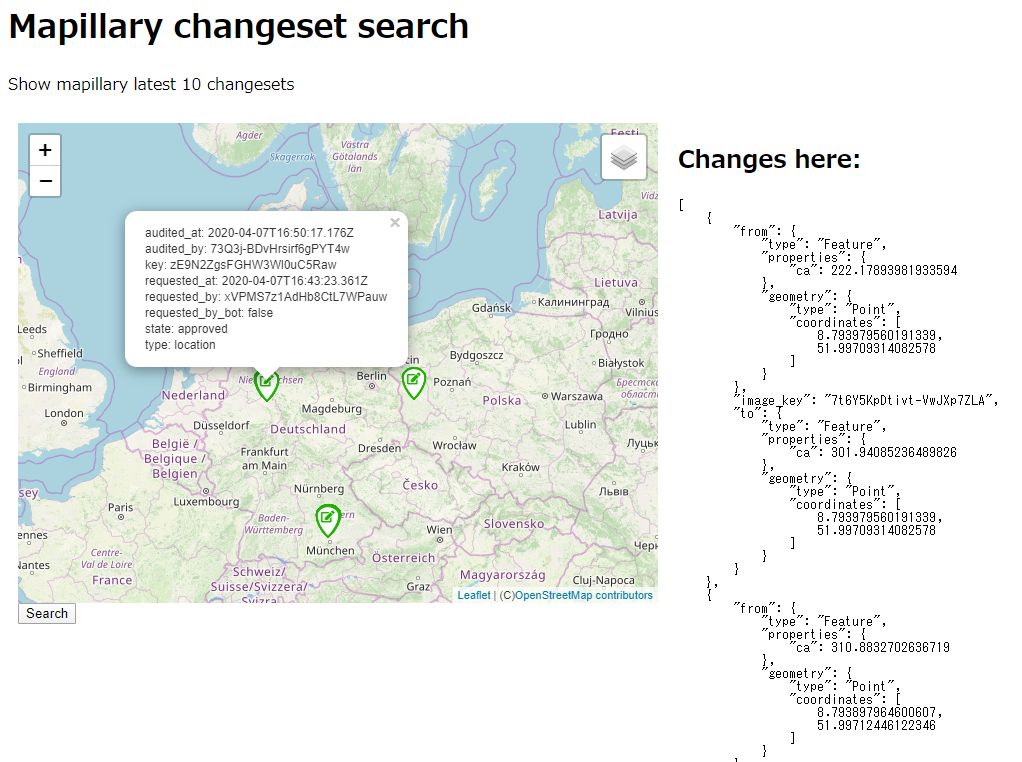 Mapillary changeset search
Show mapillary latest 10 changesets
+
−
audited_at: 2020-04-07T16:50:17.176Z
audited_by: 73Q3j-BDvHrsirf6gPYT4w
key: zE9N2ZgsFGHW3Wl0uC5Raw
requested_at: 2020-04-07T16:43:23.361Z
requested_by: xVPMS7z1AdHb8CtL7WPauw
requested_by_bot: false
state: approved
type: location
×
Agder
Skagerrak
Västra
Götalands
län
Eesti
Vidz
Latvija
Lietuva
Vilnius
Калининград
Gdańsk
Гродно
Leeds
Sheffield
England
Birmingham
London
Bydgoszcz
Białystok
Berlin
Poznań
Брестск
област
Nederland
Magdeburg
Polska
Warszawa
Düsseldorf
Deutschland
Lublin
België /
Belgique /
Belgien
Frankfurt
am Main
Dresden
Wrocław
Луцьк
Kraków
Česko
Львів
Luxembourg
Nürnberg
sey
Paris
Baden-
Württemberg
ern
Wien
Slovensko
München
ennes
Österreich
Черн
Nantes
Centre-
Val de Loire
France
Schweiz/
Suisse/Svizzera/
Svizra
Graz
Magyarország
Cluj-Napoca
Leaflet | (C)OpenStreetMap contributors
Search
Changes here:
[
{
"from": {
"type": "Feature",
"properties": {
"ca": 222.17893981933594
},
"geometry": {
"type": "Point",
"coordinates": [
8.793979560191339,
51.99709314082578
]
}
},
"image_key": "7t6Y5KpDtivt-VwJXp7ZLA",
"to": {
"type": "Feature",
"properties": {
"ca": 301.94085236489826
},
"geometry": {
"type": "Point",
"coordinates": [
8.793979560191339,
51.99709314082578
]
}
}
},
{
"from": {
"type": "Feature",
"properties": {
"ca": 310.8832702636719
},
"geometry": {
"type": "Point",
"coordinates": [
8.793897964600607,
51.99712446122346
]
}